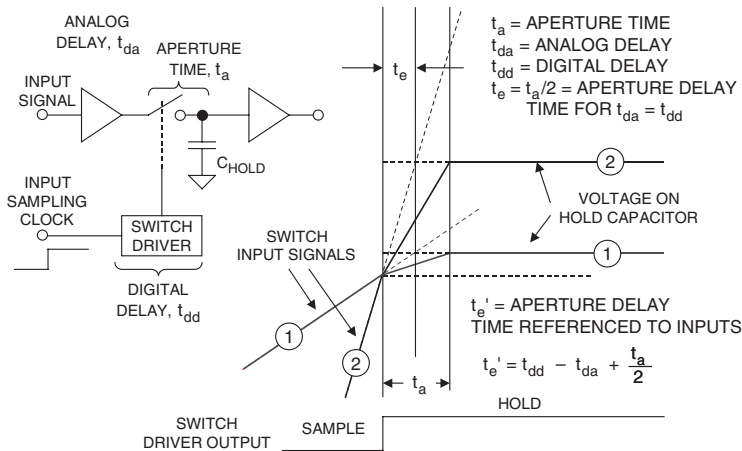 ANALOG
DELAY, tda
APERTURE
TIME, ta
INPUT
SIGNAL
CHOLD
INPUT
SAMPLING
CLOCK
SWITCH
DRIVER
DIGITAL
DELAY, tdd
te
ta = APERTURE TIME
tda = ANALOG DELAY
tdd = DIGITAL DELAY
te = ta/2 = APERTURE DELAY
TIME FOR tda = tdd
2
VOLTAGE ON
HOLD CAPACITOR
1
SWITCH
INPUT SIGNALS
1
2
te' = APERTURE DELAY
TIME REFERENCED TO INPUTS
te' = tdd – tda + ta/2
ta
HOLD
SAMPLE
SWITCH
DRIVER OUTPUT